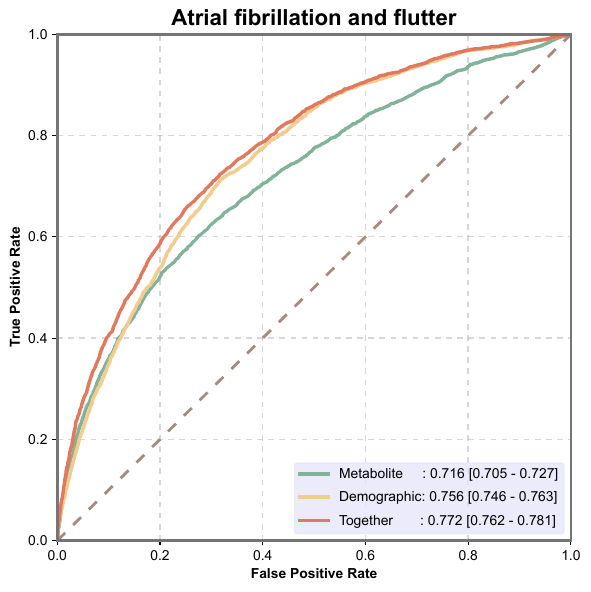 Atrial fibrillation and flutter
1.0
0.8
0.6
0.4
0.2
0.0
True Positive Rate
Metabolite : 0.716 [0.705 - 0.727]
Demographic: 0.756 [0.746 - 0.763]
Together : 0.772 [0.762 - 0.781]
0.0 0.2 0.4 0.6 0.8 1.0
False Positive Rate